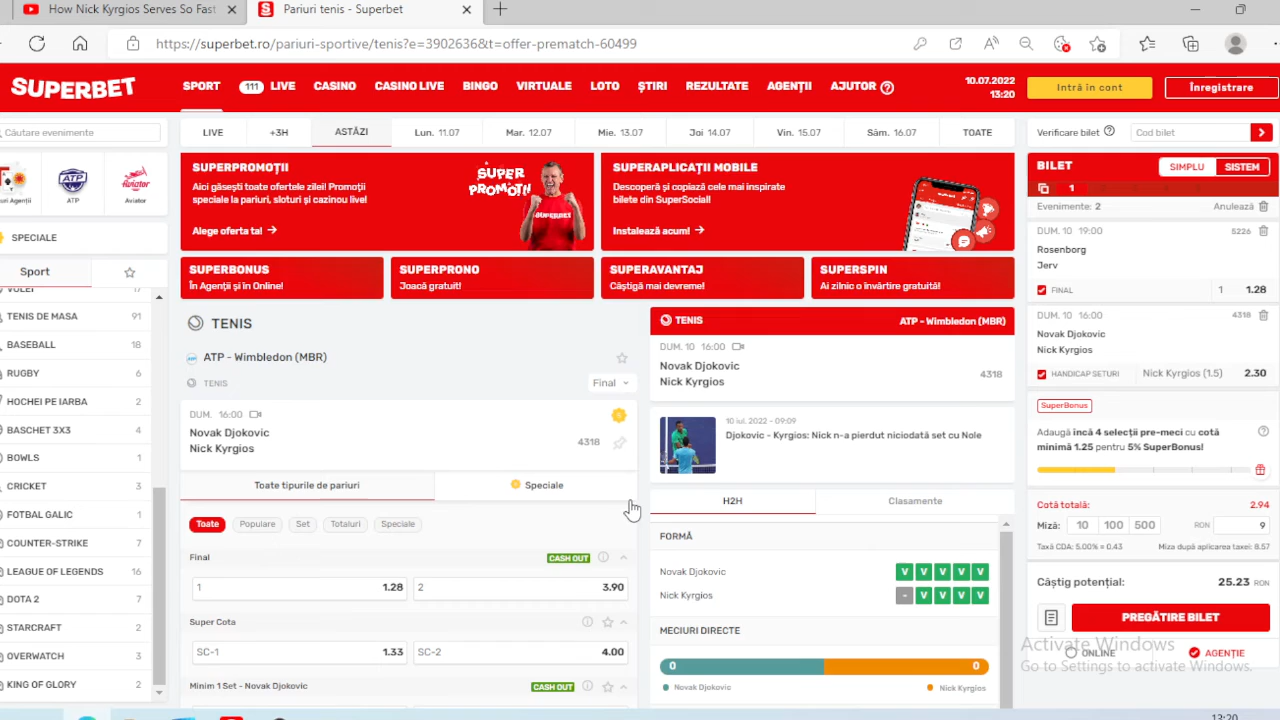 How Nick Kyrgios Serves So Fast
Pariuri tenis - Superbet
https://superbet.ro/pariuri-sportive/tenis?e=3902636&t=offer-prematch-60499
SUPERBET
SPORT
111 LIVE
CASINO
CASINO LIVE
BINGO
VIRTUALE
LOTO
ȘTIRI
REZULTATE
AGENȚII
AJUTOR
10.07.2022
13:20
Intră în cont
Înregistrare
Căutare evenimente
LIVE
+3H
ASTĂZI
Lun. 11.07
Mar. 12.07
Mie. 13.07
Joi 14.07
Vin. 15.07
Sâm. 16.07
TOATE
Verificare bilet
Cod bilet
uri Agenții
ATP
Aviator
SPECIALE
Sport
VOLEI 17
TENIS DE MASA 91
BASEBALL 18
RUGBY 6
HOCHEI PE IARBA 2
BASCHET 3X3 4
BOWLS 1
CRICKET 3
FOTBAL GALIC 1
COUNTER-STRIKE 1
LEAGUE OF LEGENDS 16
DOTA 2 7
STARCRAFT 2
OVERWATCH 3
KING OF GLORY 2
SUPERPROMOȚII
Aici găsești toate ofertele zilei! Promoții
speciale la pariuri, sloturi și cazinou live!
Alege oferta ta!
SUPER
PROMOȚII
SUPERBET
SUPERAPLICAȚII MOBILE
Descoperă și copiază cele mai inspirate
bilete din SuperSocial!
Instalează acum!
SUPERBONUS
În Agenții și în Online!
SUPERPRONO
Joacă gratuit!
SUPERAVANTAJ
Câștigă mai devreme!
SUPERSPIN
Ai zilnic o învârtire gratuită!
TENIS
ATP - Wimbledon (MBR)
TENIS
Final
DUM. 16:00
Novak Djokovic
Nick Kyrgios
4318
Toate tipurile de pariuri
Speciale
Toate
Populare
Set
Totaluri
Speciale
Final
CASH OUT
1 1.28
2 3.90
Super Cota
SC-1 1.33
SC-2 4.00
Minim 1 Set - Novak Djokovic
CASH OUT
TENIS
ATP - Wimbledon (MBR)
DUM. 10 16:00
Novak Djokovic
Nick Kyrgios
4318
10 iul. 2022 - 09:09
Djokovic - Kyrgios: Nick n-a pierdut niciodată set cu Nole
H2H
Clasamente
FORMĂ
Novak Djokovic V V V V V
Nick Kyrgios - V V V V
MECIURI DIRECTE
0 0
Novak Djokovic
Nick Kyrgios
BILET
SIMPLU
SISTEM
1
Evenimente: 2
Anulează
DUM. 10 19:00 5226
Rosenborg
Jerv
FINAL 1 1.28
DUM. 10 16:00 4318
Novak Djokovic
Nick Kyrgios
HANDICAP SETURI Nick Kyrgios (1.5) 2.30
SuperBonus
Adaugă încă 4 selecții pre-meci cu cotă
minimă 1.25 pentru 5% SuperBonus!
Cotă totală: 2.94
Miză: 10 100 500 RON 9
Taxă CDA: 5.00% = 0.43
Miza după aplicarea taxei: 8.57
Câștig potențial: 25.23 RON
PREGĂTIRE BILET
ONLINE
AGENȚIE
Activate Windows
Go to Settings to activate Windows.
13:20